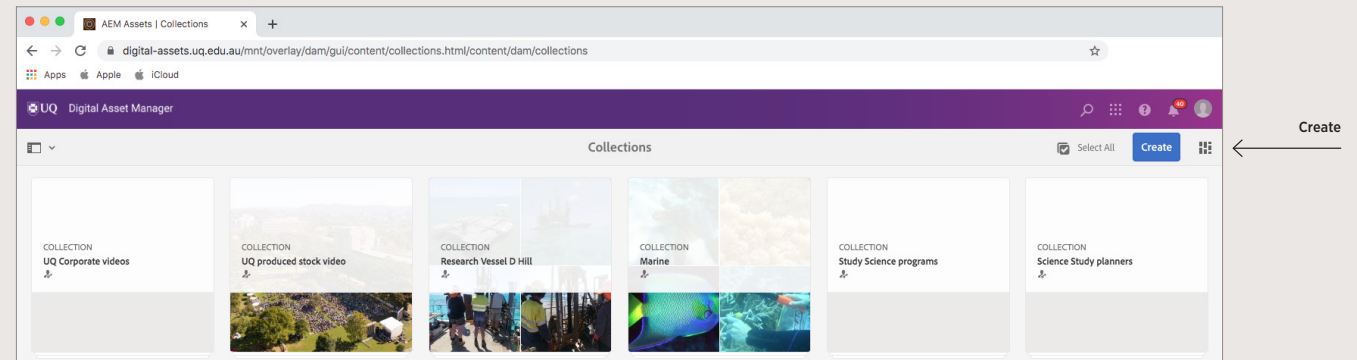 AEM Assets | Collections
digital-assets.uq.edu.au/mnt/overlay/dam/gui/content/collections.html/content/dam/collections
Apps Apple iCloud
UQ Digital Asset Manager 40
Create
Collections Select All Create
COLLECTION COLLECTION COLLECTION COLLECTION COLLECTION COLLECTION
UQ Corporate videos UQ produced stock video Research Vessel D Hill Marine Study Science programs Science Study planners